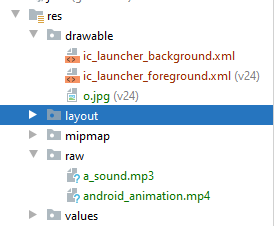 res
drawable
ic_launcher_background.xml
ic_launcher_foreground.xml (v24)
o.jpg (v24)
layout
mipmap
raw
a_sound.mp3
android_animation.mp4
values